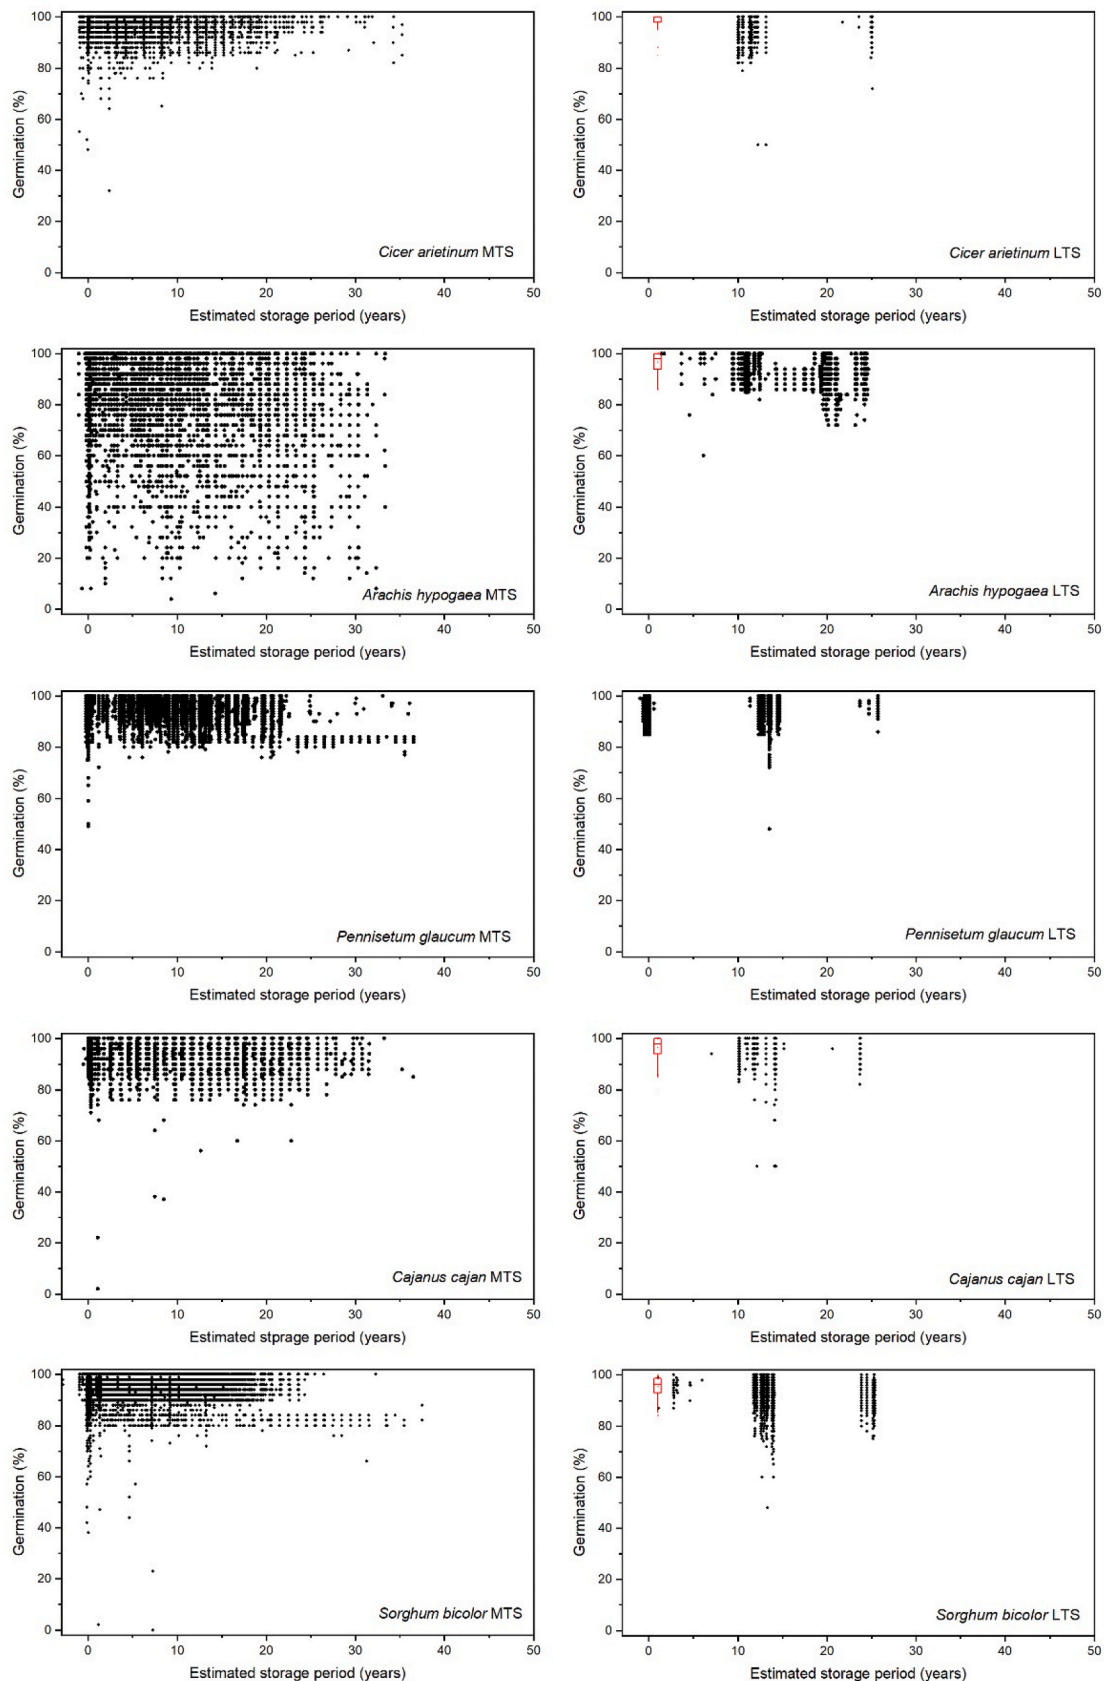 100
80
60
40
20
0
Germination (%)
Cicer arietinum MTS
0 10 20 30 40 50
Estimated storage period (years)
100
80
60
40
20
0
Germination (%)
Cicer arietinum LTS
0 10 20 30 40 50
Estimated storage period (years)
100
80
60
40
20
0
Germination (%)
Arachis hypogaea MTS
0 10 20 30 40 50
Estimated storage period (years)
100
80
60
40
20
0
Germination (%)
Arachis hypogaea LTS
0 10 20 30 40 50
Estimated storage period (years)
100
80
60
40
20
0
Germination (%)
Pennisetum glaucum MTS
0 10 20 30 40 50
Estimated storage period (years)
100
80
60
40
20
0
Germination (%)
Pennisetum glaucum LTS
0 10 20 30 40 50
Estimated storage period (years)
100
80
60
40
20
0
Germination (%)
Cajanus cajan MTS
0 10 20 30 40 50
Estimated stprage period (years)
100
80
60
40
20
0
Germination (%)
Cajanus cajan LTS
0 10 20 30 40 50
Estimated storage period (years)
100
80
60
40
20
0
Germination (%)
Sorghum bicolor MTS
0 10 20 30 40 50
Estimated storage period (years)
100
80
60
40
20
0
Germination (%)
Sorghum bicolor LTS
0 10 20 30 40 50
Estimated storage period (years)